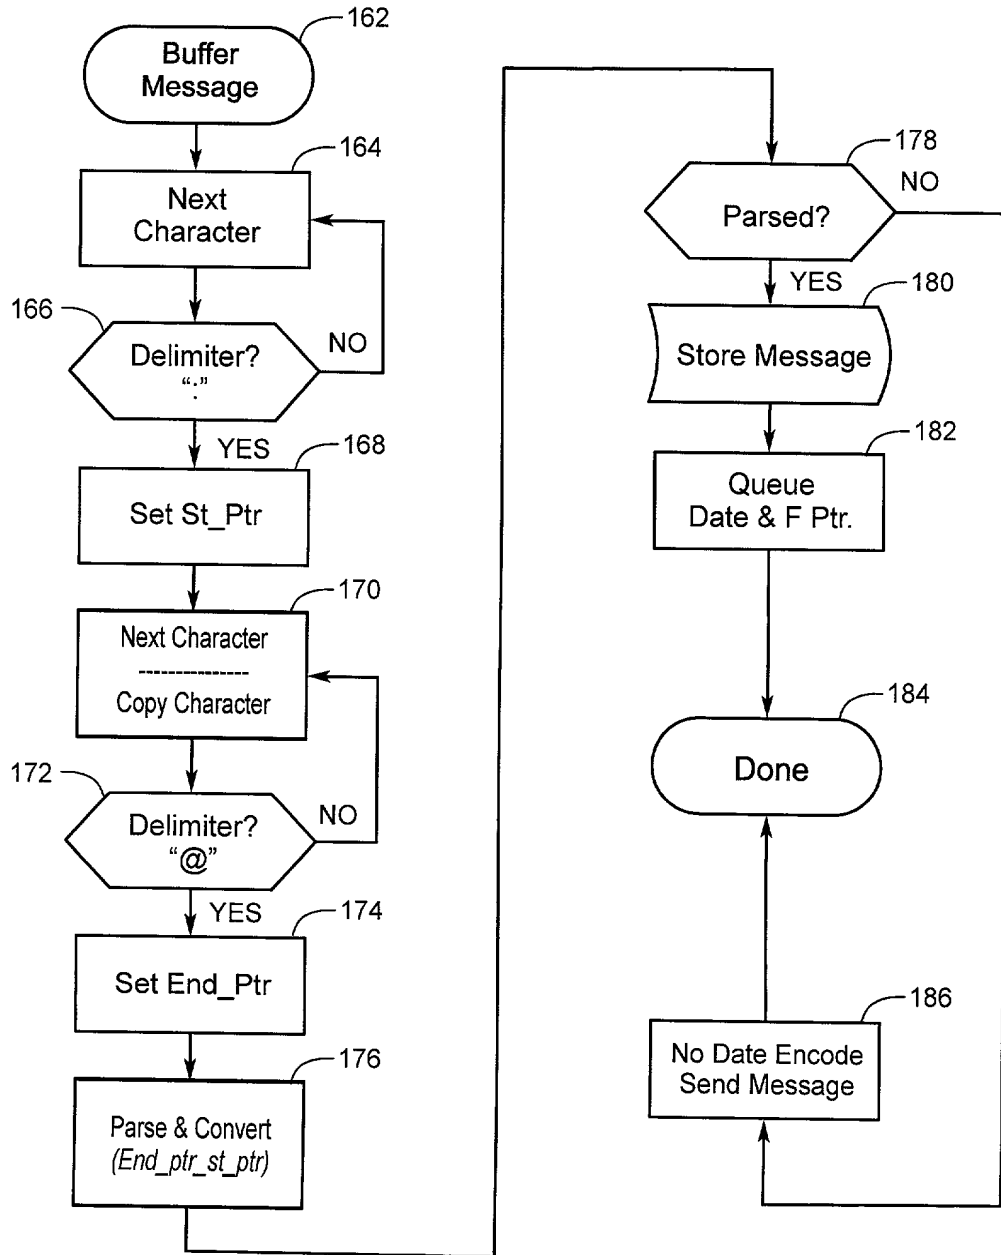 162
Buffer
Message
164
Next
Character
166
Delimiter?
“:”
NO
YES
168
Set St_Ptr
170
Next Character
----------------
Copy Character
172
Delimiter?
“@”
NO
YES
174
Set End_Ptr
176
Parse & Convert
(End_ptr_st_ptr)
178
Parsed?
NO
YES
180
Store Message
182
Queue
Date & F Ptr.
184
Done
186
No Date Encode
Send Message